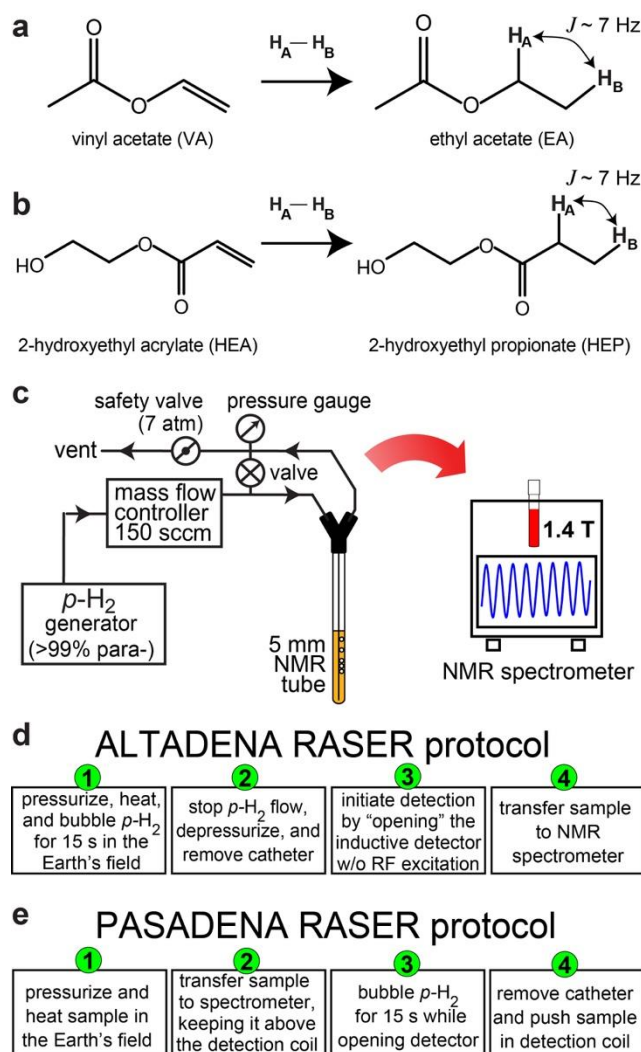 a
O
O
vinyl acetate (VA)
H_A—H_B
O
O
H_A
H_B
J ~ 7 Hz
ethyl acetate (EA)
b
HO
O
O
2-hydroxyethyl acrylate (HEA)
H_A—H_B
HO
O
O
H_A
H_B
J ~ 7 Hz
2-hydroxyethyl propionate (HEP)
c
safety valve
(7 atm)
pressure gauge
vent
valve
mass flow
controller
150 sccm
p-H2
generator
(>99% para-)
5 mm
NMR
tube
1.4 T
NMR spectrometer
d
ALTADENA RASER protocol
1
pressurize, heat,
and bubble p-H2
for 15 s in the
Earth's field
2
stop p-H2 flow,
depressurize, and
remove catheter
3
initiate detection
by “opening” the
inductive detector
w/o RF excitation
4
transfer sample
to NMR
spectrometer
e
PASADENA RASER protocol
1
pressurize and
heat sample in
the Earth's field
2
transfer sample
to spectrometer,
keeping it above
the detection coil
3
bubble p-H2
for 15 s while
opening detector
4
remove catheter
and push sample
in detection coil